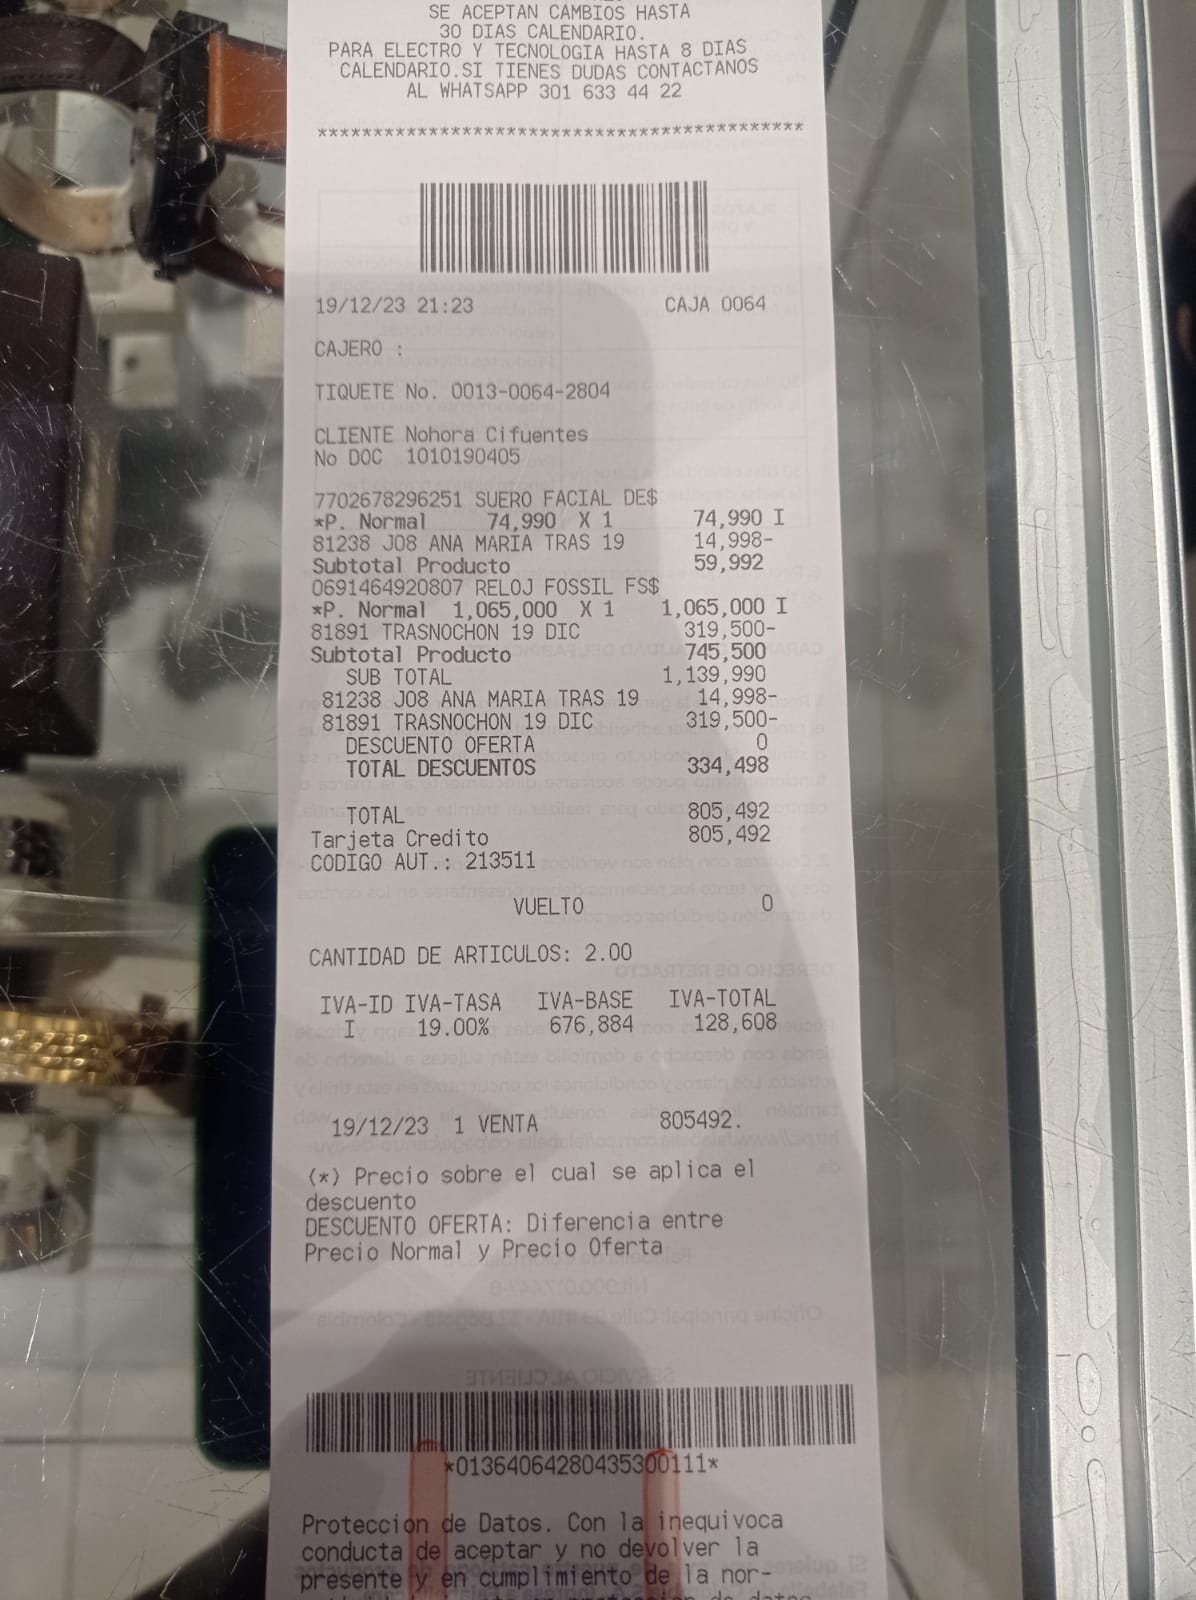 SE ACEPTAN CAMBIOS HASTA
30 DIAS CALENDARIO.
PARA ELECTRO Y TECNOLOGIA HASTA 8 DIAS
CALENDARIO.SI TIENES DUDAS CONTACTANOS
AL WHATSAPP 301 633 44 22
********************************************
19/12/23 21:23 CAJA 0064
CAJERO :
TIQUETE No. 0013-0064-2804
CLIENTE Nohora Cifuentes
No DOC 1010190405
7702678296251 SUERO FACIAL DE$
*P. Normal 74,990 X 1 74,990 I
81238 J08 ANA MARIA TRAS 19 14,998-
Subtotal Producto 59,992
0691464920807 RELOJ FOSSIL FS$
*P. Normal 1,065,000 X 1 1,065,000 I
81891 TRASNOCHON 19 DIC 319,500-
Subtotal Producto 745,500
SUB TOTAL 1,139,990
81238 J08 ANA MARIA TRAS 19 14,998-
81891 TRASNOCHON 19 DIC 319,500-
DESCUENTO OFERTA 0
TOTAL DESCUENTOS 334,498
TOTAL 805,492
Tarjeta Credito 805,492
CODIGO AUT.: 213511
VUELTO 0
CANTIDAD DE ARTICULOS: 2.00
IVA-ID IVA-TASA IVA-BASE IVA-TOTAL
I 19.00% 676,884 128,608
19/12/23 1 VENTA 805492.
(*) Precio sobre el cual se aplica el
descuento
DESCUENTO OFERTA: Diferencia entre
Precio Normal y Precio Oferta
*01364064280435300111*
Proteccion de Datos. Con la inequivoca
conducta de aceptar y no devolver la
presente y en cumplimiento de la nor-